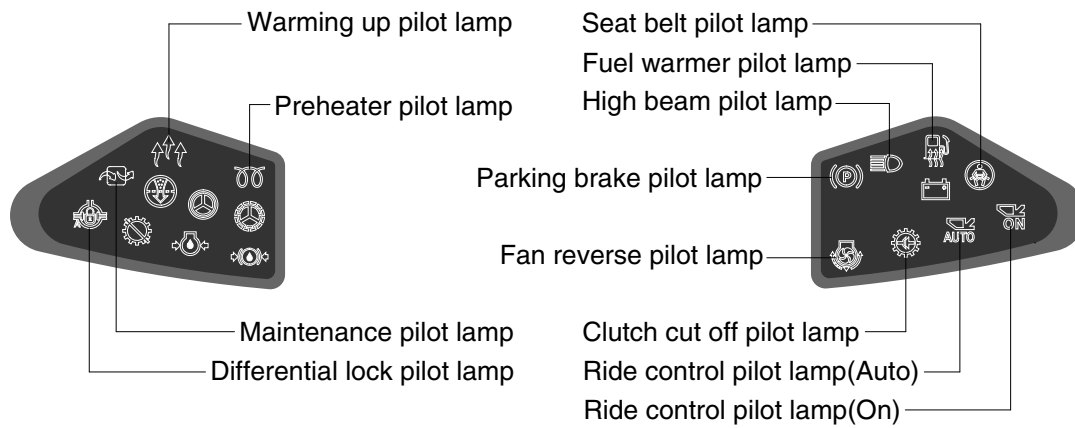 Warming up pilot lamp
Preheater pilot lamp
A
Maintenance pilot lamp
Differential lock pilot lamp
Seat belt pilot lamp
Fuel warmer pilot lamp
High beam pilot lamp
Parking brake pilot lamp
P
ON
AUTO
Fan reverse pilot lamp
Clutch cut off pilot lamp
Ride control pilot lamp(Auto)
Ride control pilot lamp(On)